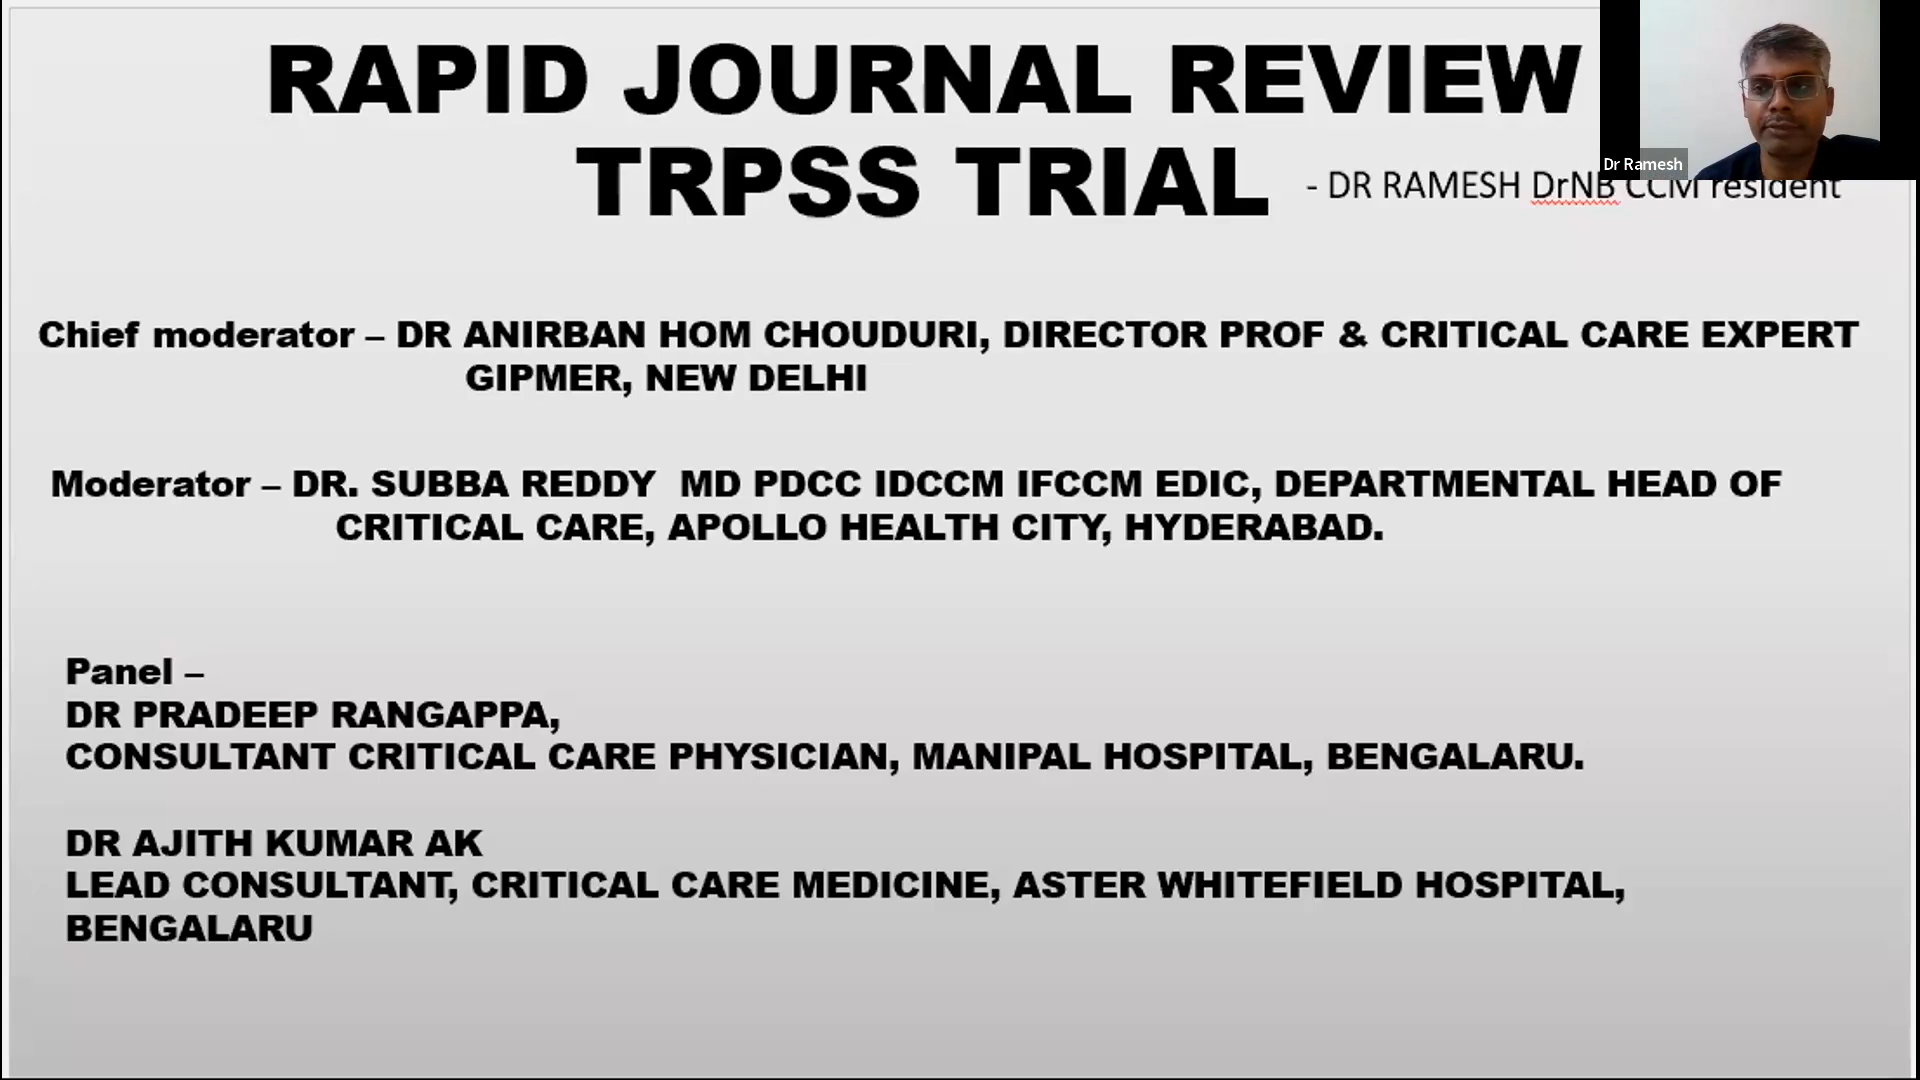 RAPID JOURNAL REVIEW
TRPSS TRIAL - DR RAMESH DrNB CCM resident
Dr Ramesh
Chief moderator – DR ANIRBAN HOM CHOUDURI, DIRECTOR PROF & CRITICAL CARE EXPERT
GIPMER, NEW DELHI
Moderator – DR. SUBBA REDDY MD PDCC IDCCM IFCCM EDIC, DEPARTMENTAL HEAD OF
CRITICAL CARE, APOLLO HEALTH CITY, HYDERABAD.
Panel –
DR PRADEEP RANGAPPA,
CONSULTANT CRITICAL CARE PHYSICIAN, MANIPAL HOSPITAL, BENGALARU.
DR AJITH KUMAR AK
LEAD CONSULTANT, CRITICAL CARE MEDICINE, ASTER WHITEFIELD HOSPITAL,
BENGALARU